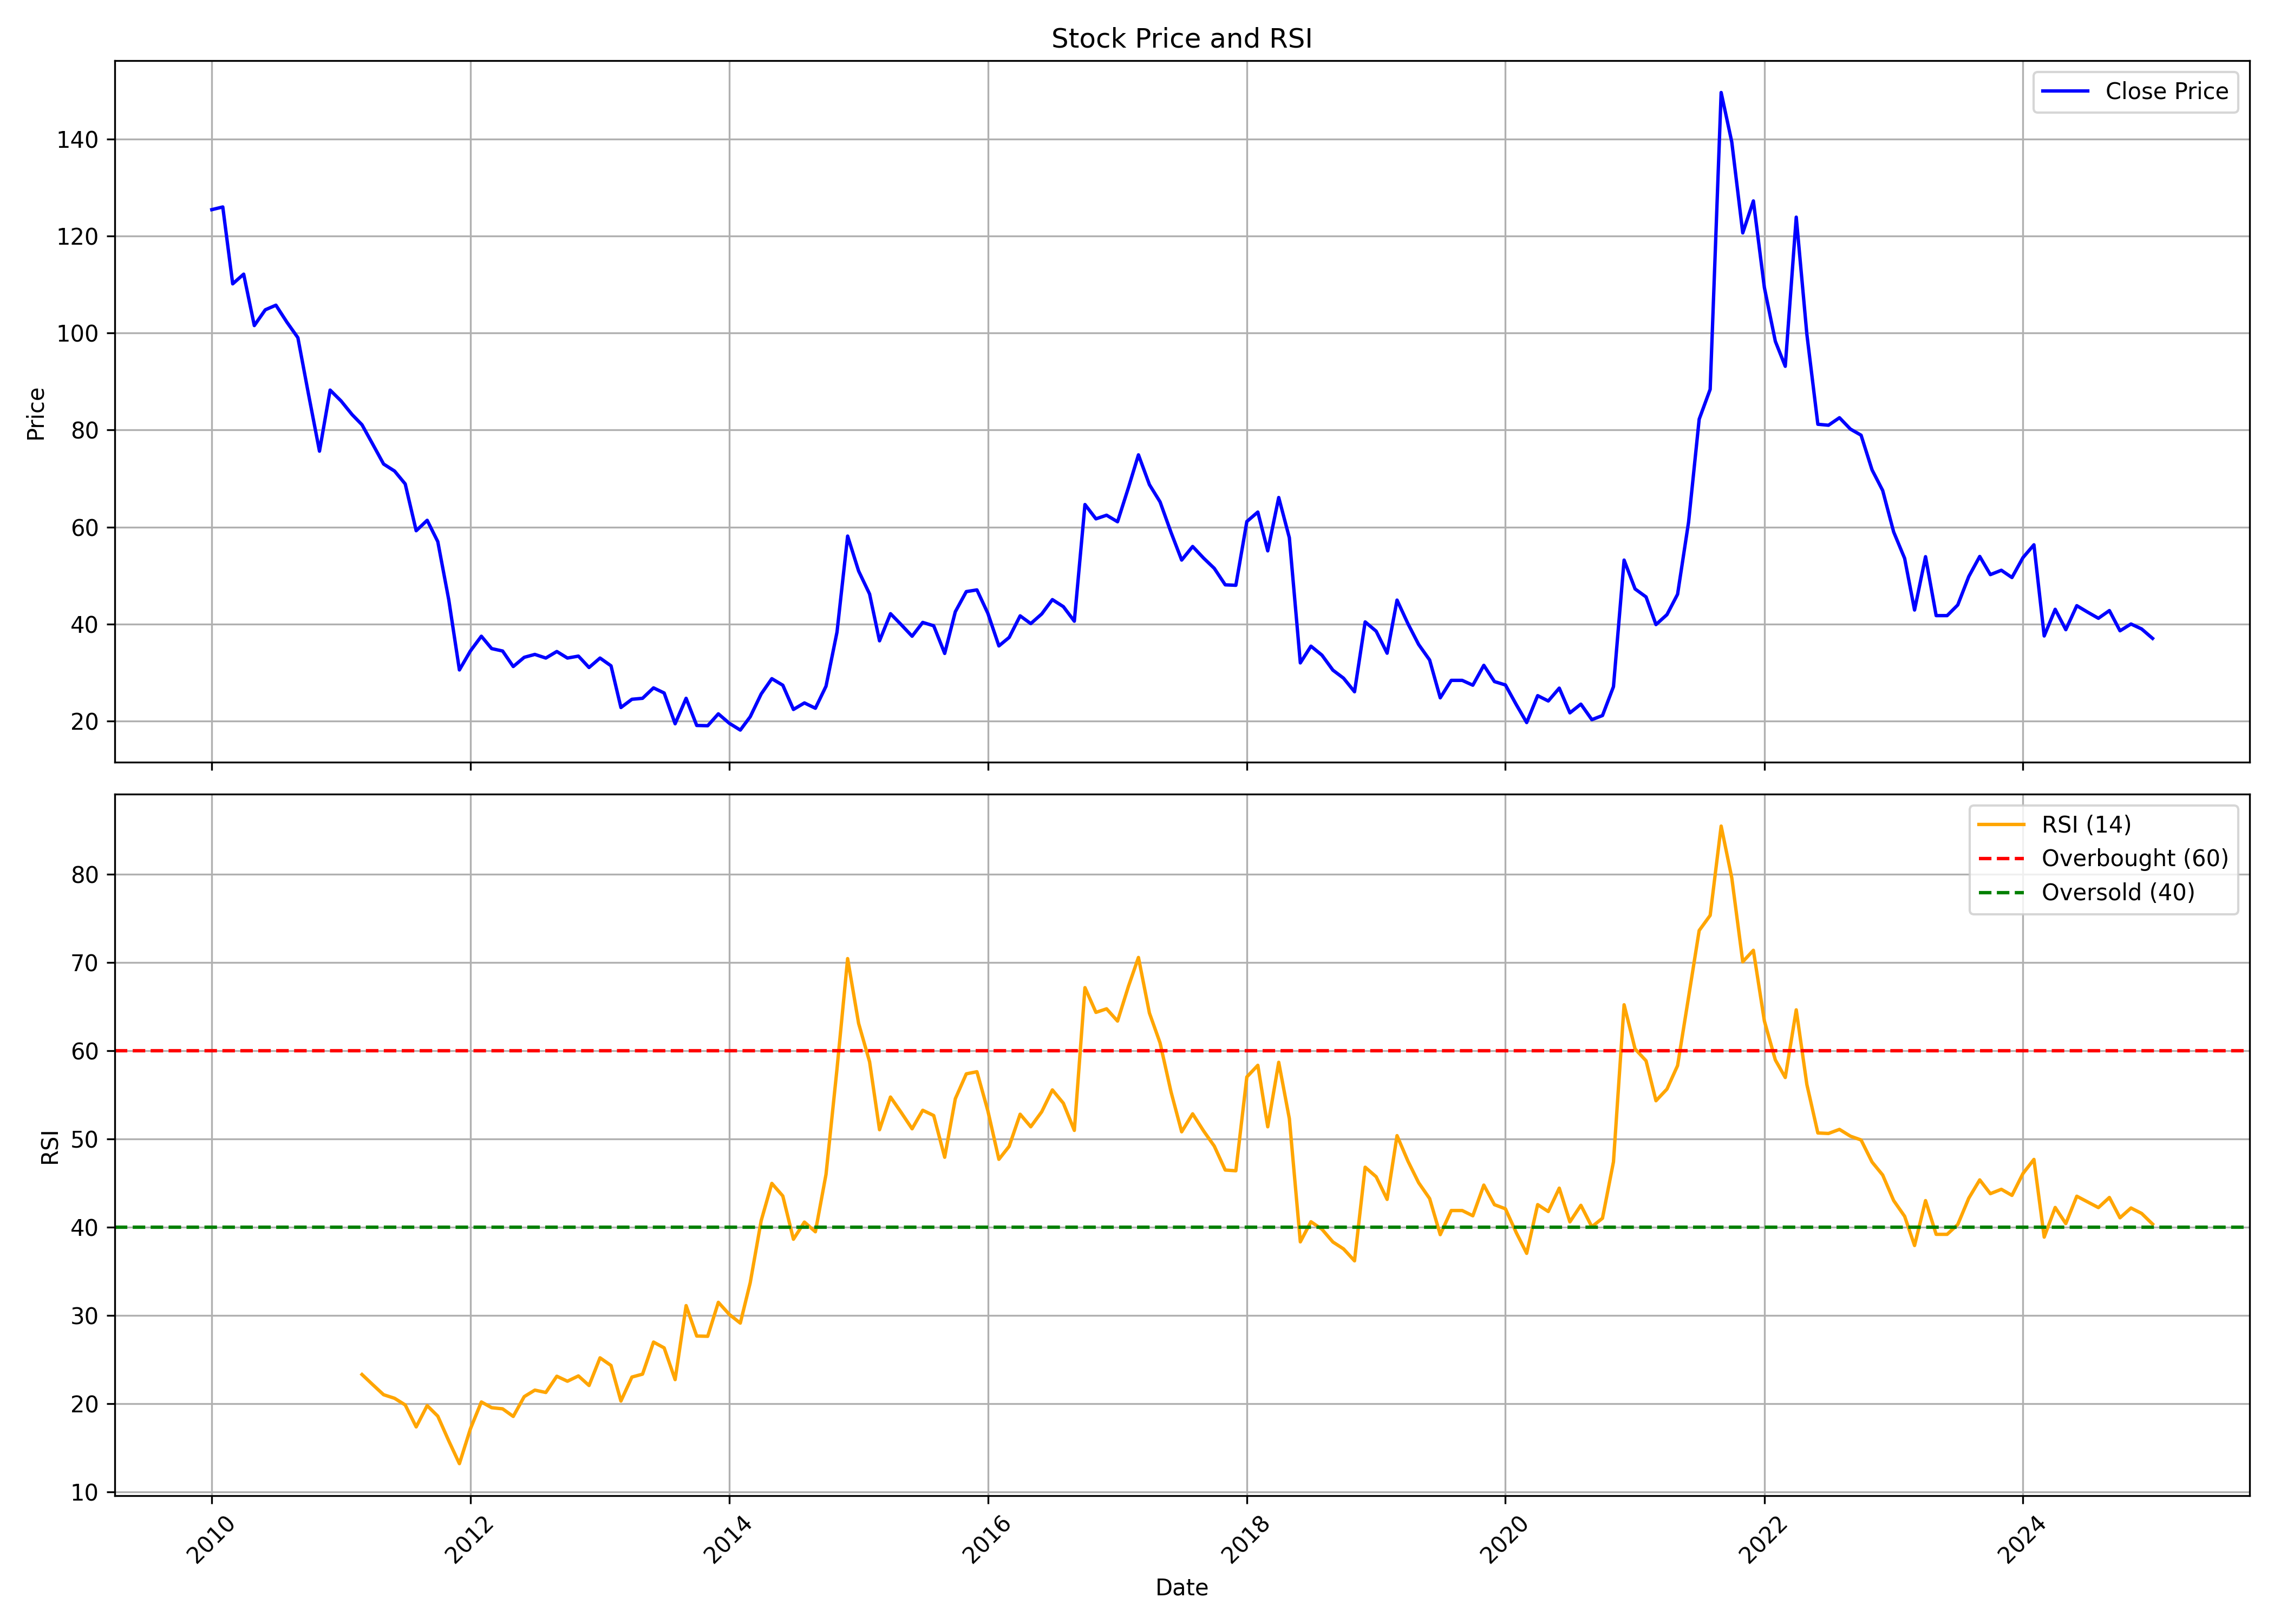 Stock Price and RSI
Close Price
Price
140
120
100
80
60
40
20
RSI (14)
Overbought (60)
Oversold (40)
RSI
80
70
60
50
40
30
20
10
2010
2012
2014
2016
2018
2020
2022
2024
Date